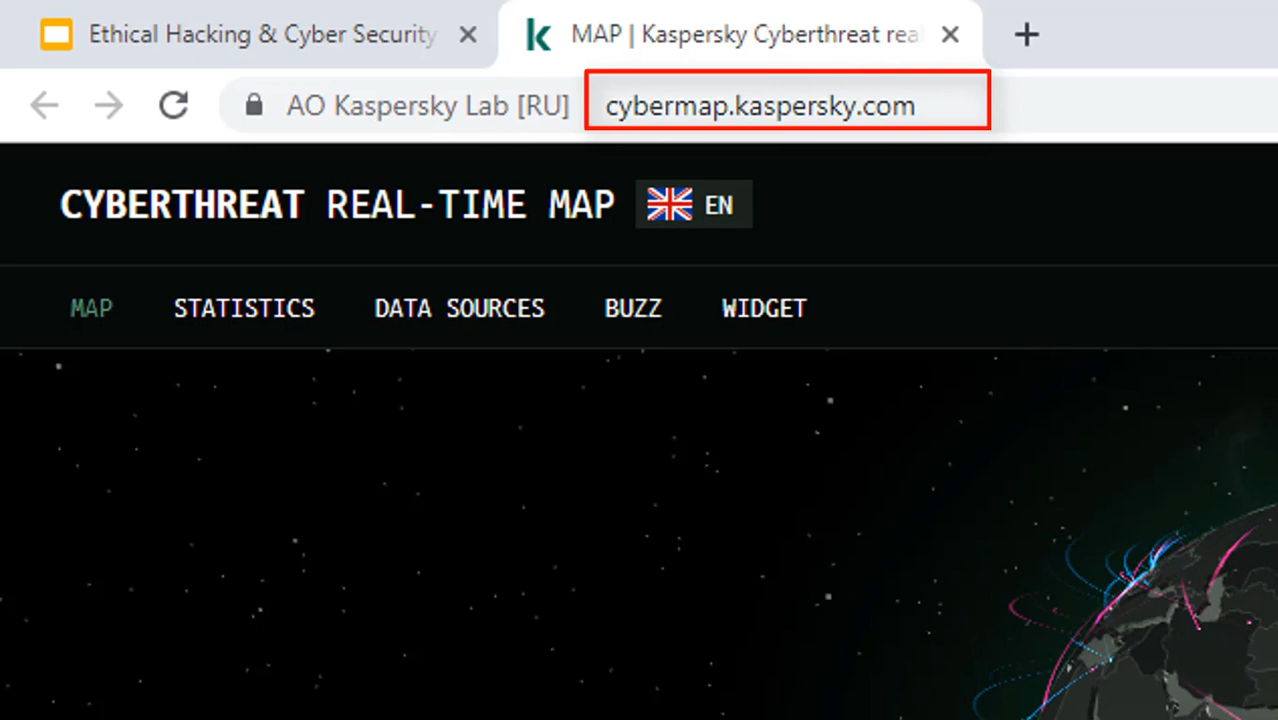 Ethical Hacking & Cyber Security
MAP | Kaspersky Cyberthreat rea
AO Kaspersky Lab [RU] cybermap.kaspersky.com
CYBERTHREAT REAL-TIME MAP EN
MAP STATISTICS DATA SOURCES BUZZ WIDGET